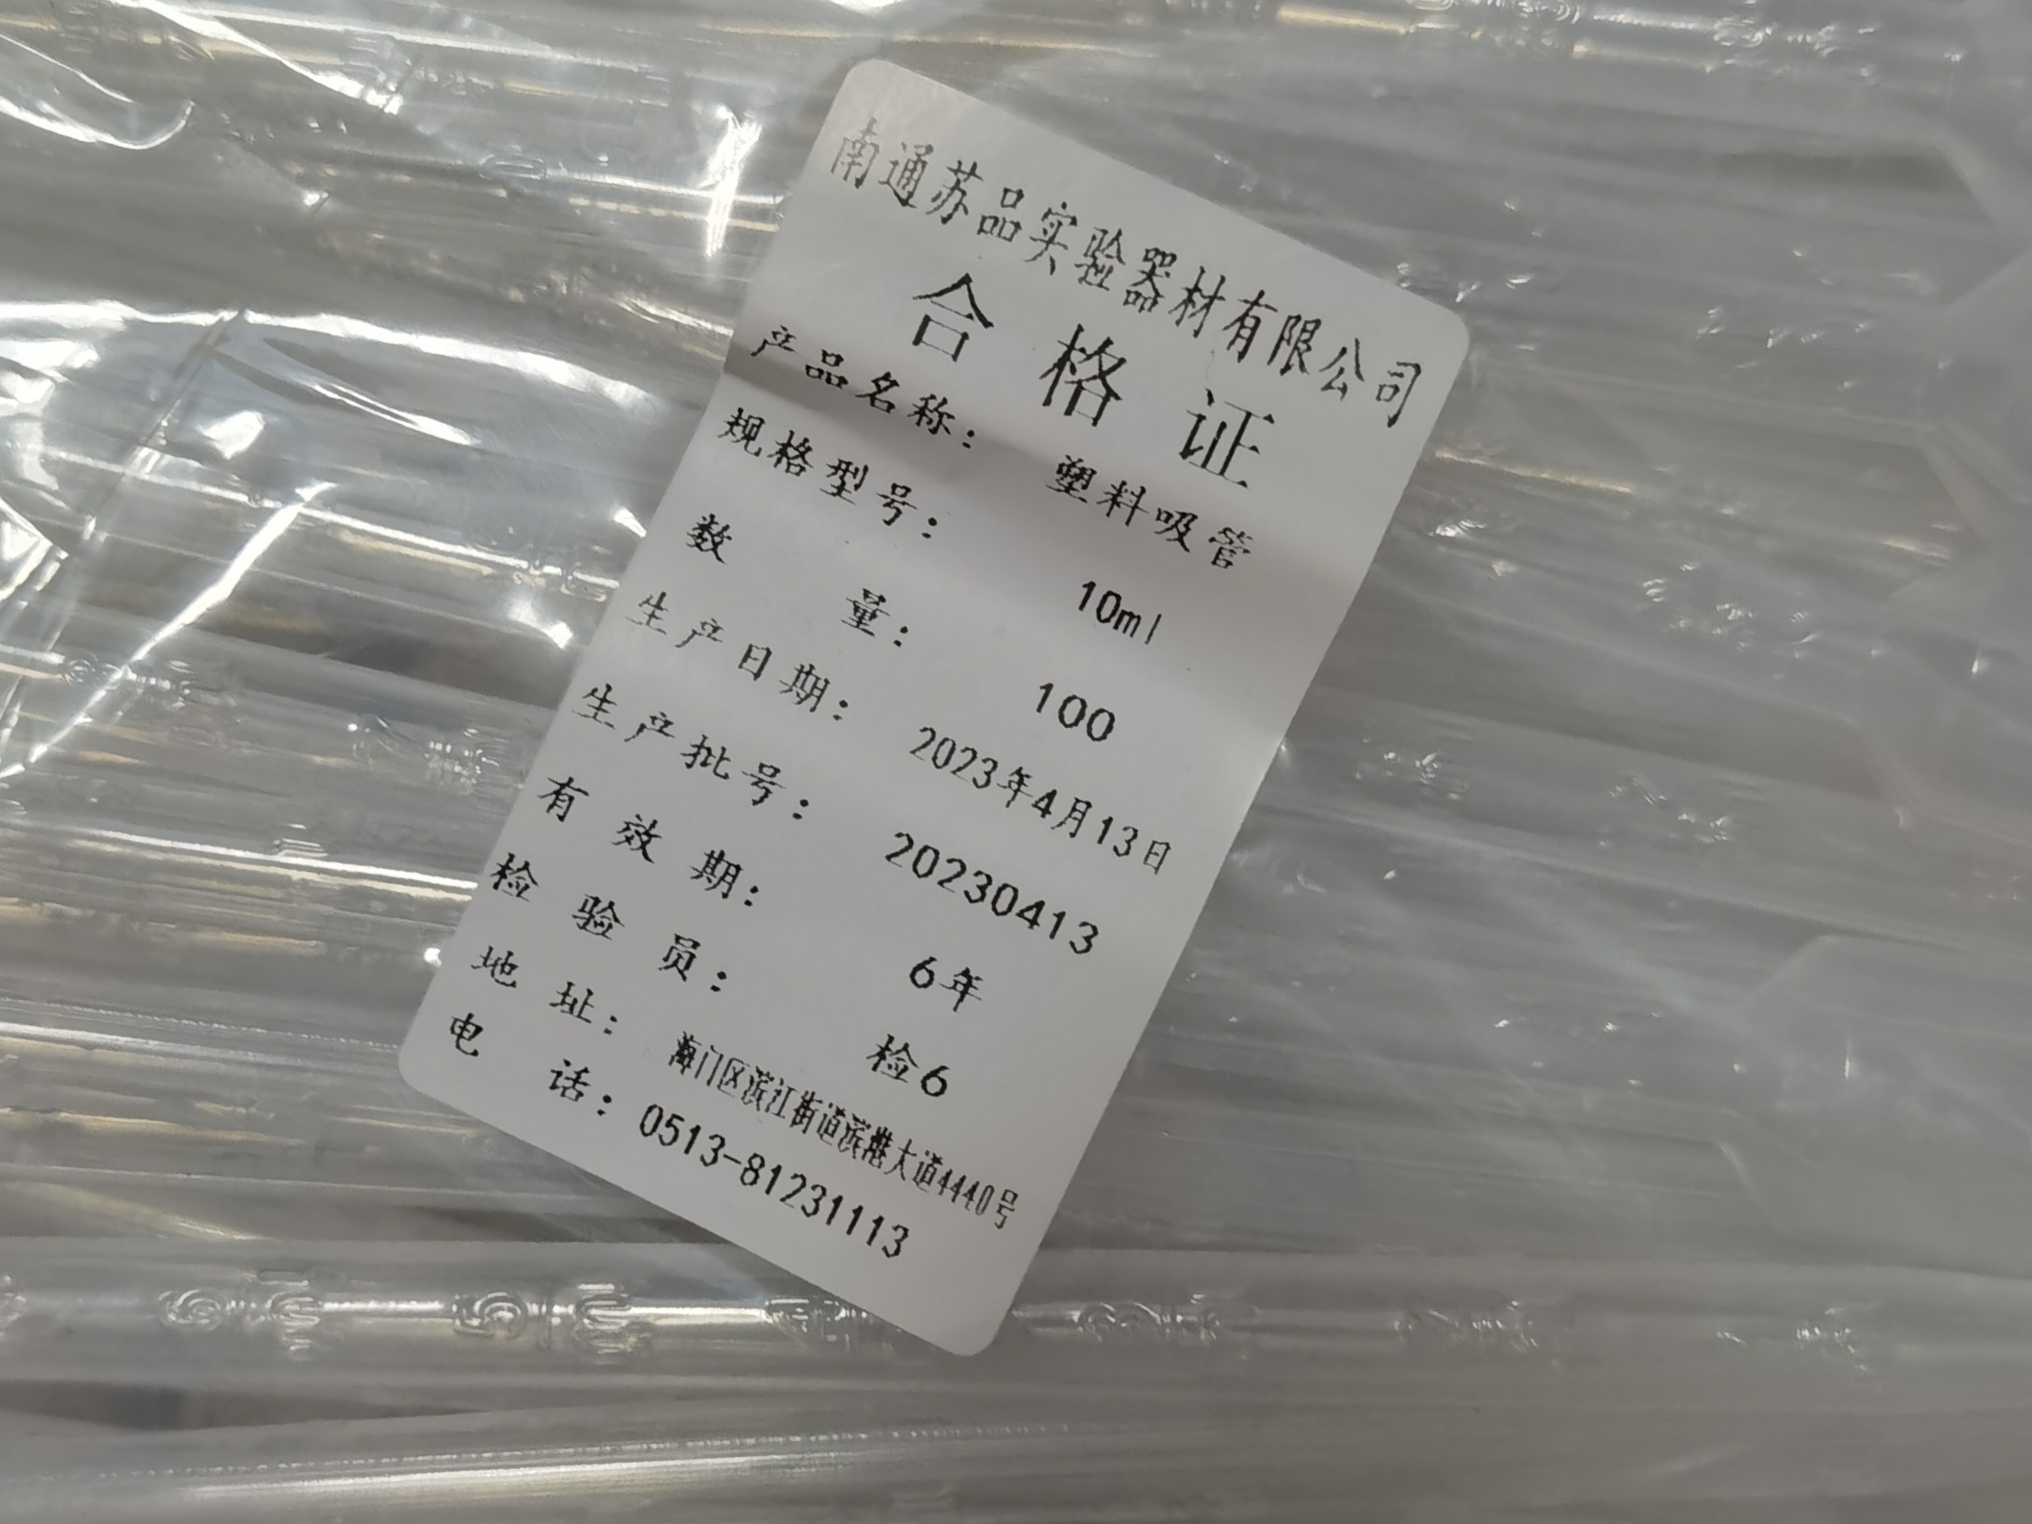 南通苏品实验器材有限公司
合格证
产品名称： 塑料吸管
规格型号： 10ml
数量： 100
生产日期： 2023年4月13日
生产批号： 20230413
有效期： 6年
检验员： 检6
地址： 海门区滨江街道滨港大道4440号
电话： 0513-81231113